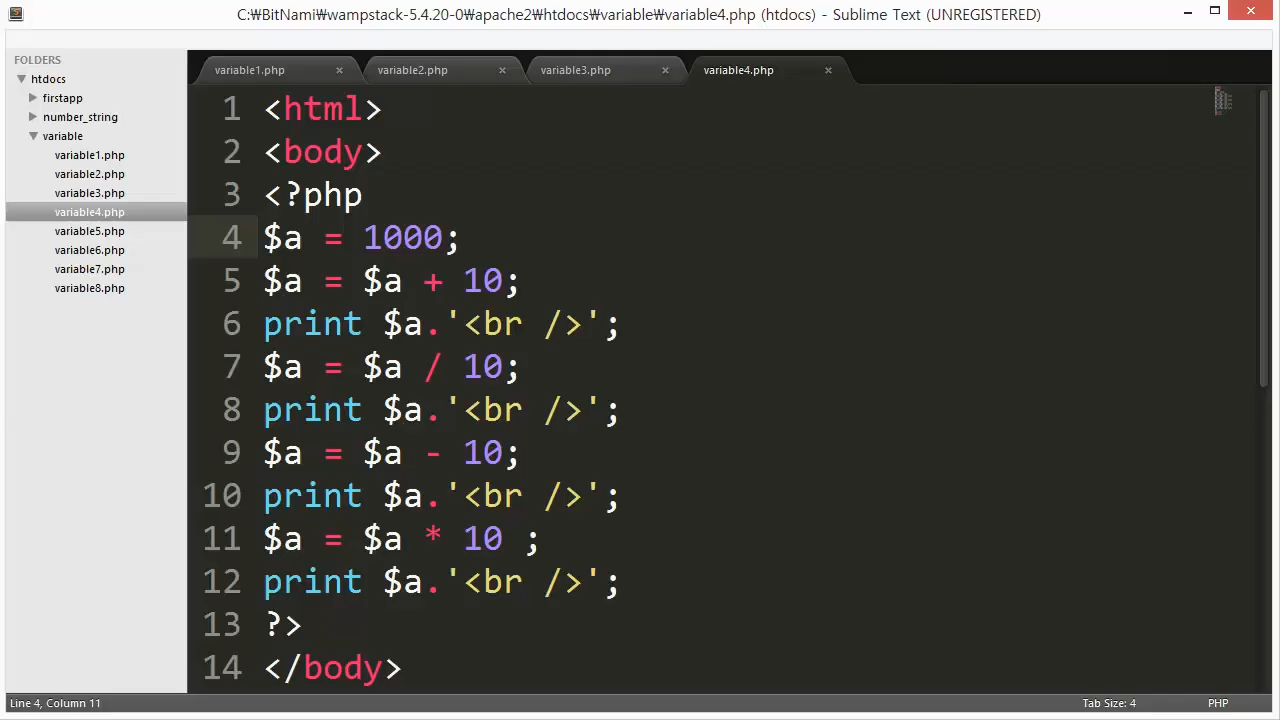 C:₩BitNami₩wampstack-5.4.20-0₩apache2₩htdocs₩variable₩variable4.php (htdocs) - Sublime Text (UNREGISTERED)
FOLDERS
htdocs
firstapp
number_string
variable
variable1.php
variable2.php
variable3.php
variable4.php
variable5.php
variable6.php
variable7.php
variable8.php
variable1.php × variable2.php × variable3.php × variable4.php ×
1 <html>
2 <body>
3 <?php
4 $a = 1000;
5 $a = $a + 10;
6 print $a.'<br />';
7 $a = $a / 10;
8 print $a.'<br />';
9 $a = $a - 10;
10 print $a.'<br />';
11 $a = $a * 10 ;
12 print $a.'<br />';
13 ?>
14 </body>
Line 4, Column 11 Tab Size: 4 PHP